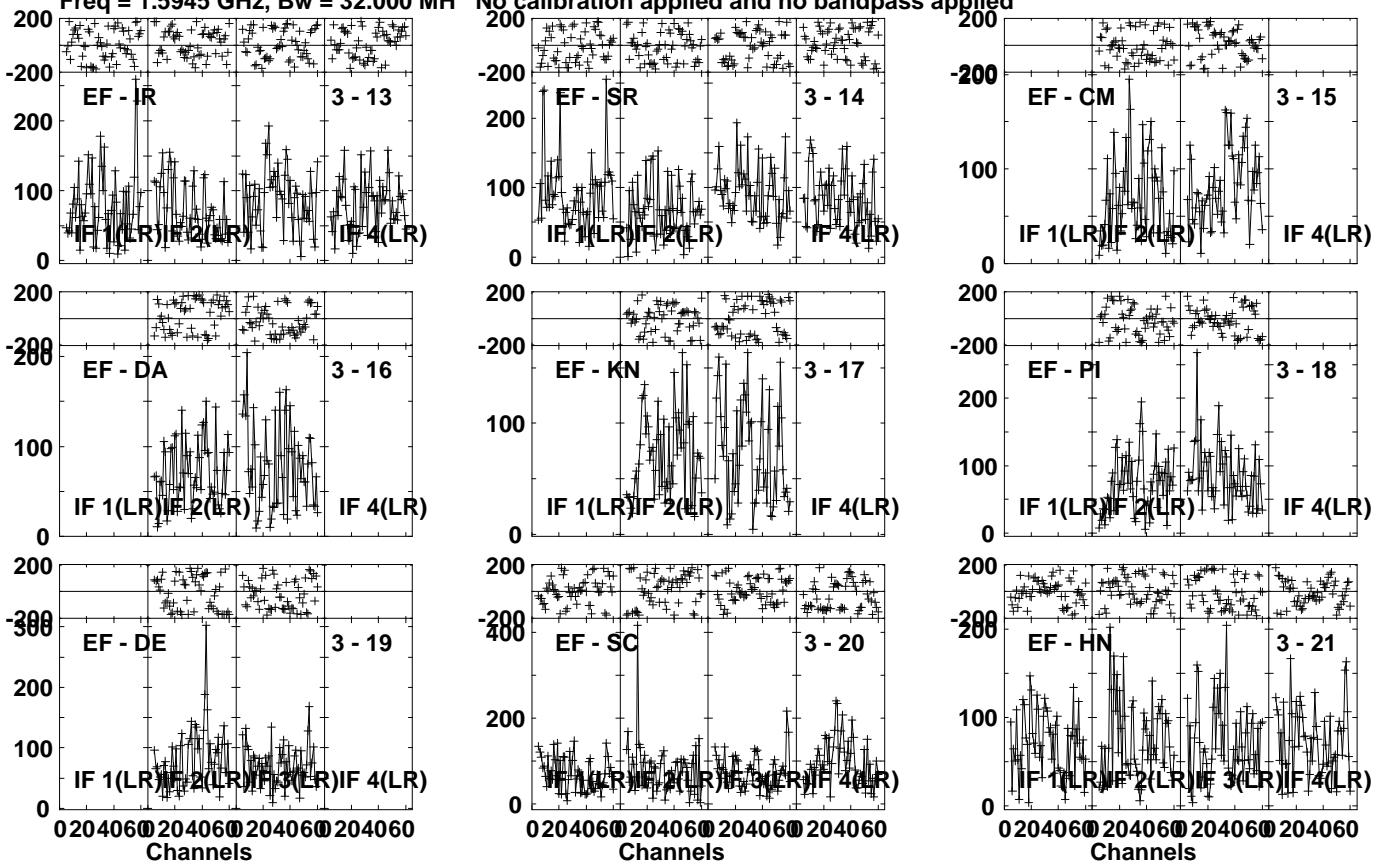 Freq = 1.5945 GHz, Bw = 32.000 MH No calibration applied and no bandpass applied
200 200 200
-200 -200 -200
EF - IR 3 - 13 EF - SR 3 - 14 EF - CM 3 - 15
200 200 200
100 100 100
IF 1(LR) IF 2(LR) IF 4(LR) IF 1(LR) IF 2(LR) IF 4(LR) IF 1(LR) IF 2(LR) IF 4(LR)
0 0 0
200 200 200
-200 -200 -200
200
EF - DA 3 - 16 EF - KN 3 - 17 EF - PI 3 - 18
200
100 100 100
IF 1(LR) IF 2(LR) IF 4(LR) IF 1(LR) IF 2(LR) IF 4(LR) IF 1(LR) IF 2(LR) IF 4(LR)
0 0 0
200 200 200
-200 -200 -200
300 400 200
EF - DE 3 - 19 EF - SC 3 - 20 EF - HN 3 - 21
200 200 100
100
IF 1(LR) IF 2(LR) IF 3(LR) IF 4(LR) IF 1(LR) IF 2(LR) IF 3(LR) IF 4(LR) IF 1(LR) IF 2(LR) IF 3(LR) IF 4(LR)
0 0 0
0 20 40 60 0 20 40 60 0 20 40 60 0 20 40 60 0 20 40 60 0 20 40 60 0 20 40 60 0 20 40 60 0 20 40 60 0 20 40 60 0 20 40 60 0 20 40 60
Channels Channels Channels